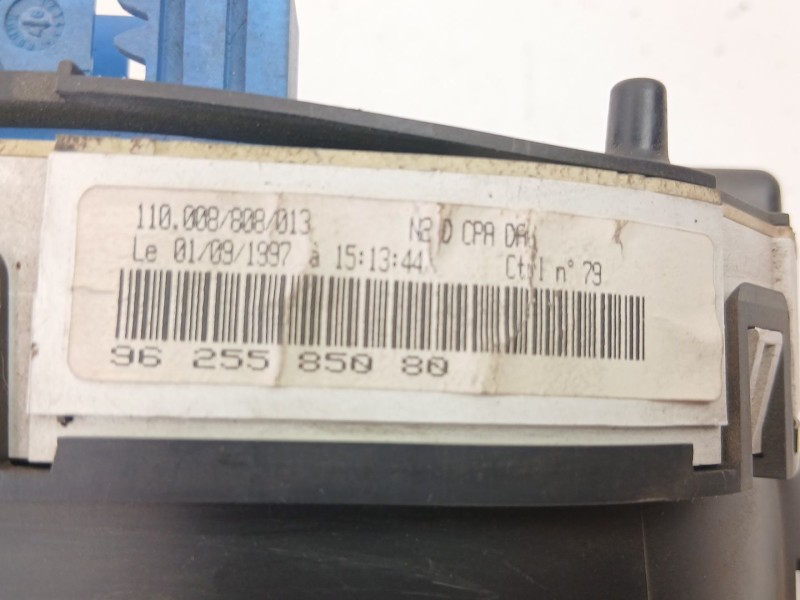 110.008/808/013 N2 D CPA DA
Le 01/09/1997 à 15:13:44 Ctrl n° 79
96 255 850 80